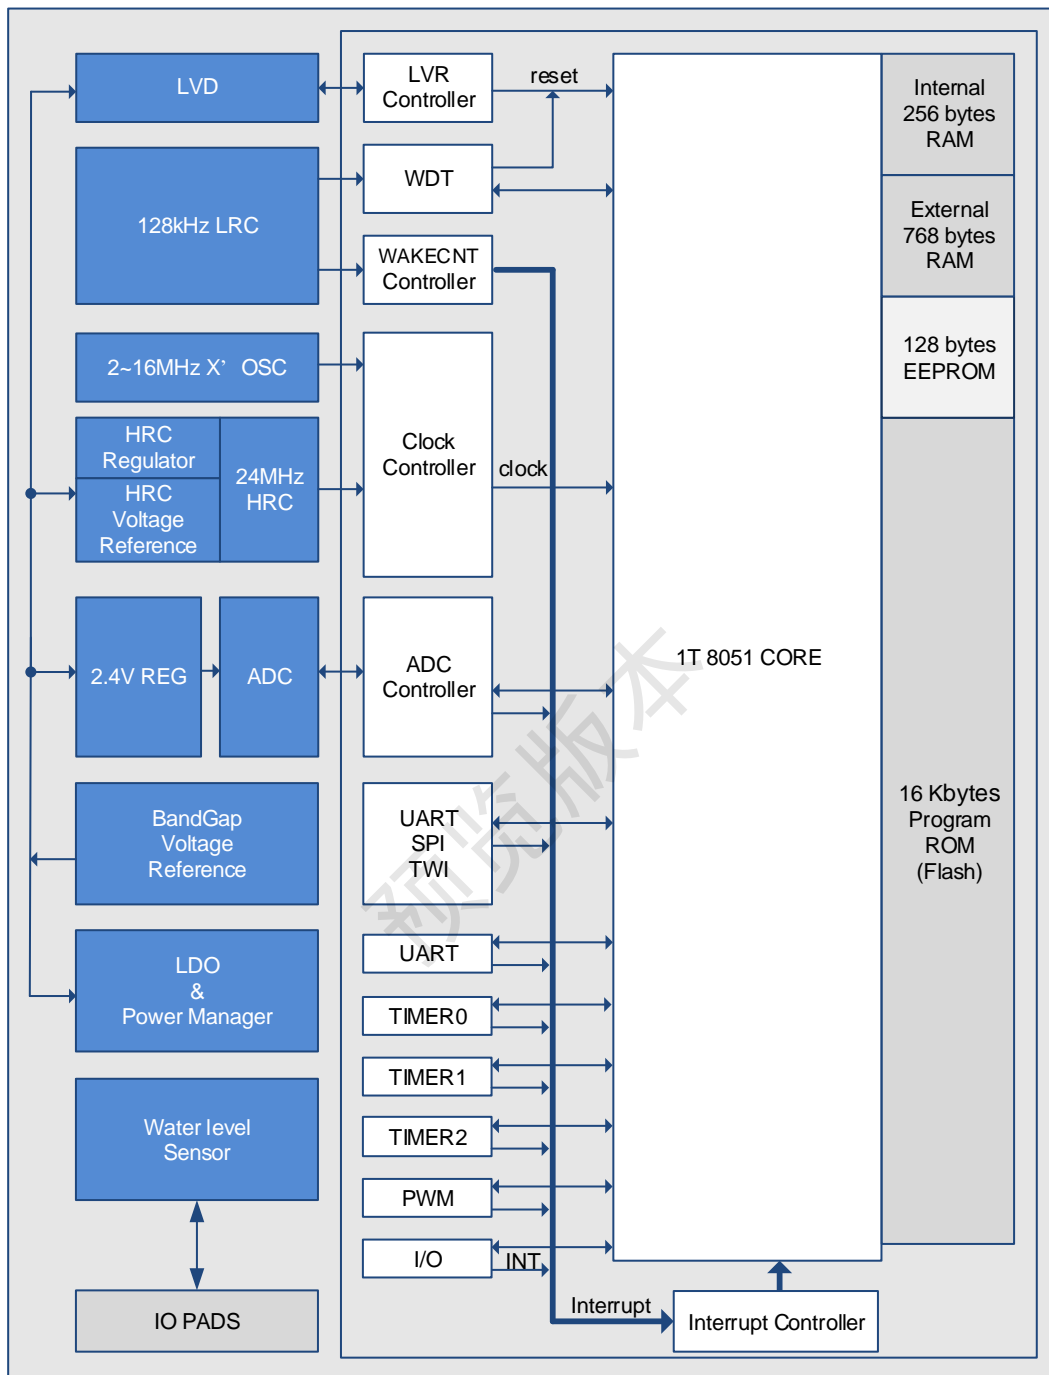 LVD
LVR
Controller
reset
Internal
256 bytes
RAM
128kHz LRC
WDT
WAKECNT
Controller
External
768 bytes
RAM
2~16MHz X’ OSC
128 bytes
EEPROM
HRC
Regulator
HRC
Voltage
Reference
24MHz
HRC
Clock
Controller
clock
2.4V REG
ADC
ADC
Controller
1T 8051 CORE
BandGap
Voltage
Reference
UART
SPI
TWI
16 Kbytes
Program
ROM
(Flash)
LDO
&
Power Manager
UART
TIMER0
TIMER1
TIMER2
PWM
I/O
INT
Water level
Sensor
IO PADS
Interrupt
Interrupt Controller
预览版本